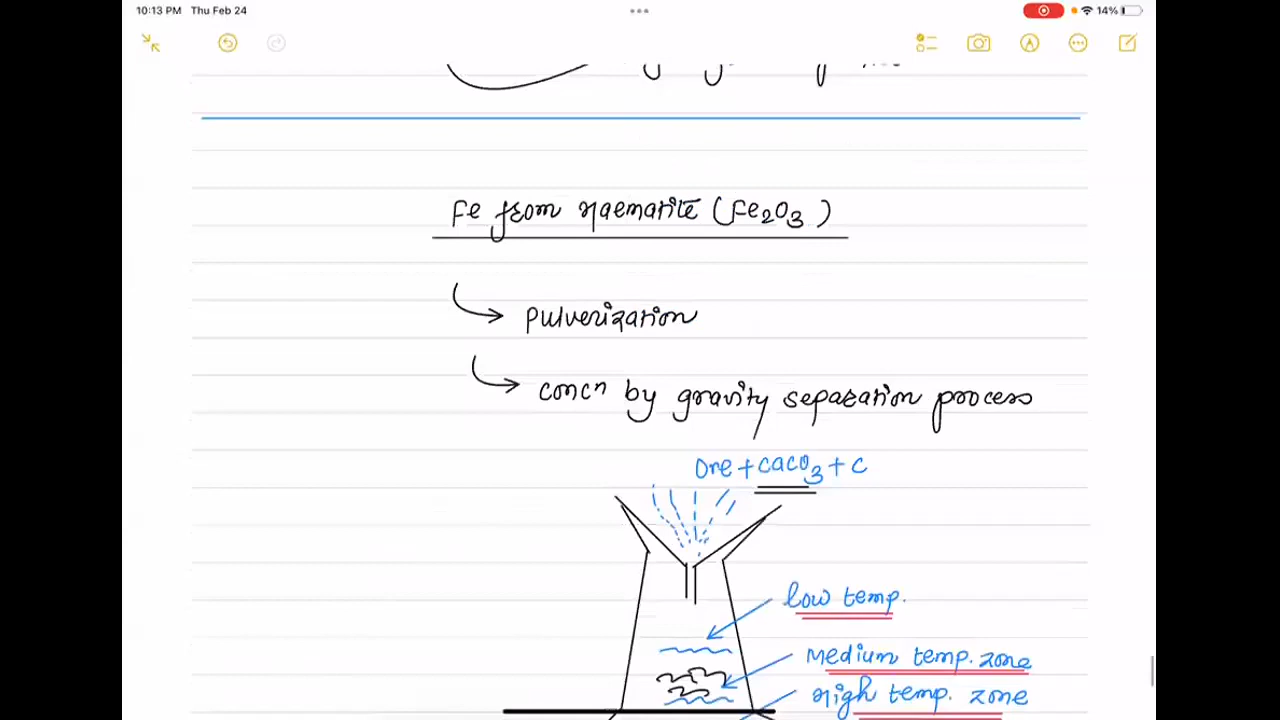 10:13 PM Thu Feb 24
14%
Fe from Haematite (Fe2O3)
Pulverization
concn by gravity separation process
Ore + CaCO3 + C
low temp.
Medium temp. zone
High temp. zone